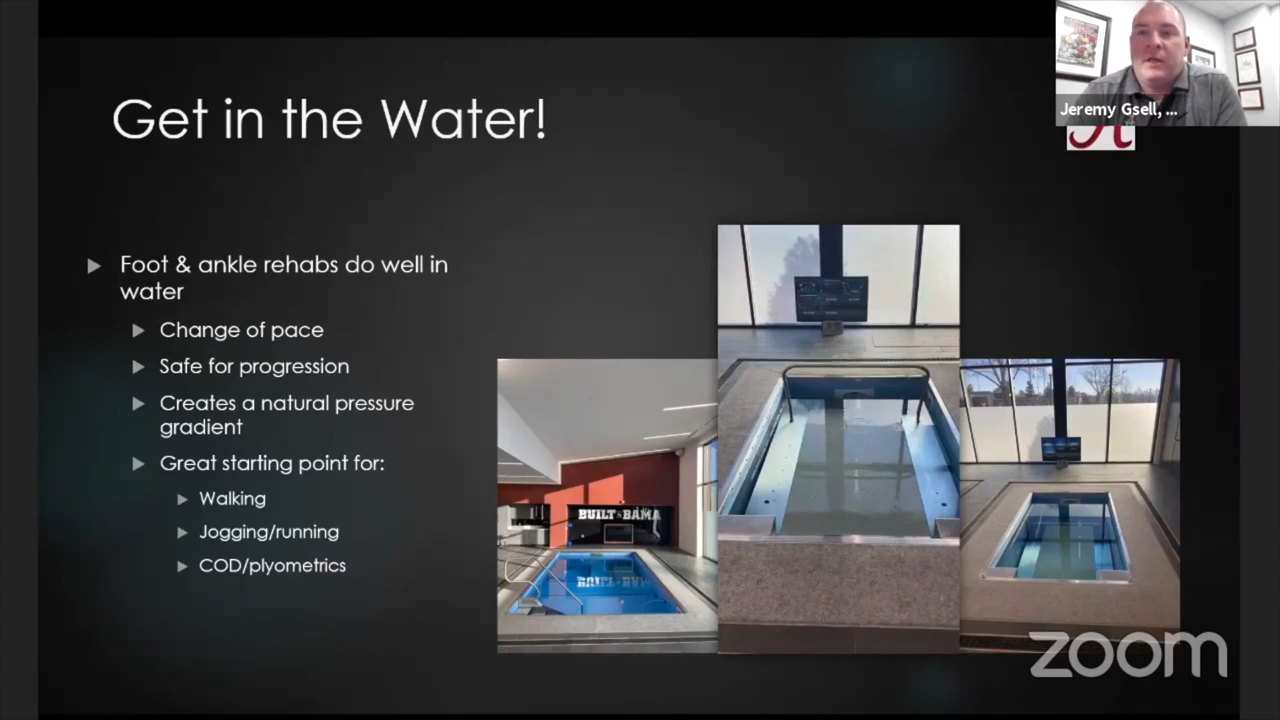 Get in the Water!
Jeremy Gsell, ...
Foot & ankle rehabs do well in
water
Change of pace
Safe for progression
Creates a natural pressure
gradient
Great starting point for:
Walking
Jogging/running
COD/plyometrics
BUILT BAMA
zoom